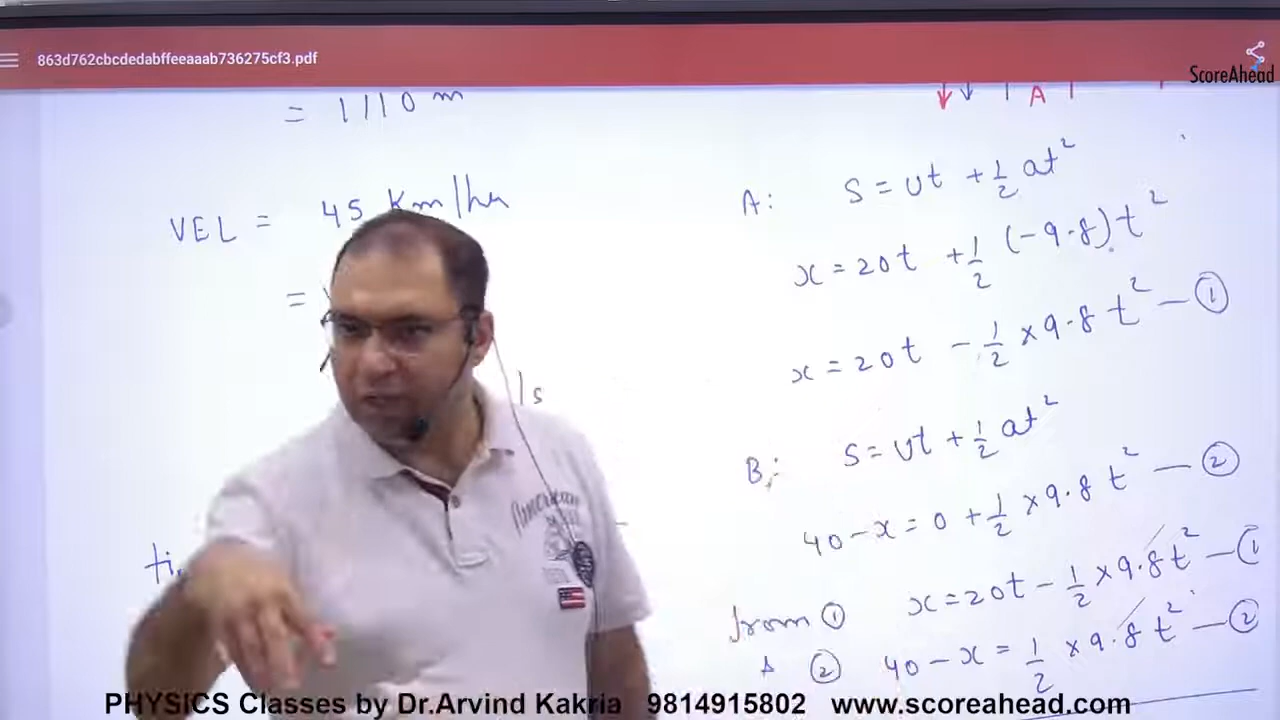 863d762cbcdedabffeeaaab736275cf3.pdf
ScoreAhead
= 1110 m
VEL = 45 Km/hr
=
ls
A
A: S = ut + 1/2 at²
x = 20t + 1/2 (-9.8) t²
x = 20t - 1/2 × 9.8 t² — ①
B: S = ut + 1/2 at²
40 - x = 0 + 1/2 × 9.8 t² — ②
from ① x = 20t - 1/2 × 9.8 t² — ①
② 40 - x = 1/2 × 9.8 t² — ②
American
PHYSICS Classes by Dr.Arvind Kakria 9814915802 www.scoreahead.com